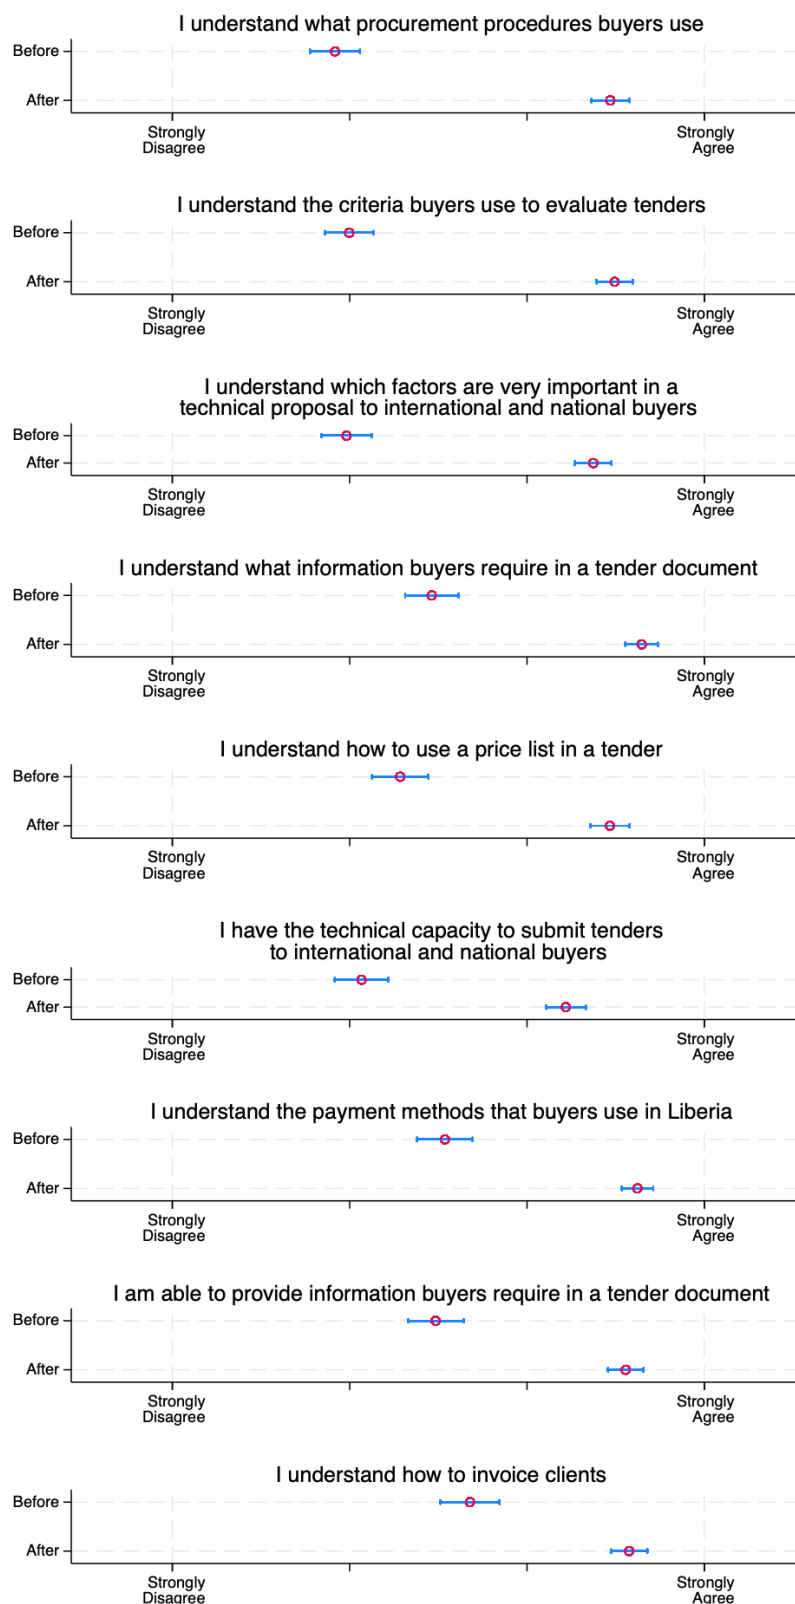 I understand what procurement procedures buyers use
Before
After
Strongly
Disagree
Strongly
Agree
I understand the criteria buyers use to evaluate tenders
Before
After
Strongly
Disagree
Strongly
Agree
I understand which factors are very important in a
technical proposal to international and national buyers
Before
After
Strongly
Disagree
Strongly
Agree
I understand what information buyers require in a tender document
Before
After
Strongly
Disagree
Strongly
Agree
I understand how to use a price list in a tender
Before
After
Strongly
Disagree
Strongly
Agree
I have the technical capacity to submit tenders
to international and national buyers
Before
After
Strongly
Disagree
Strongly
Agree
I understand the payment methods that buyers use in Liberia
Before
After
Strongly
Disagree
Strongly
Agree
I am able to provide information buyers require in a tender document
Before
After
Strongly
Disagree
Strongly
Agree
I understand how to invoice clients
Before
After
Strongly
Disagree
Strongly
Agree